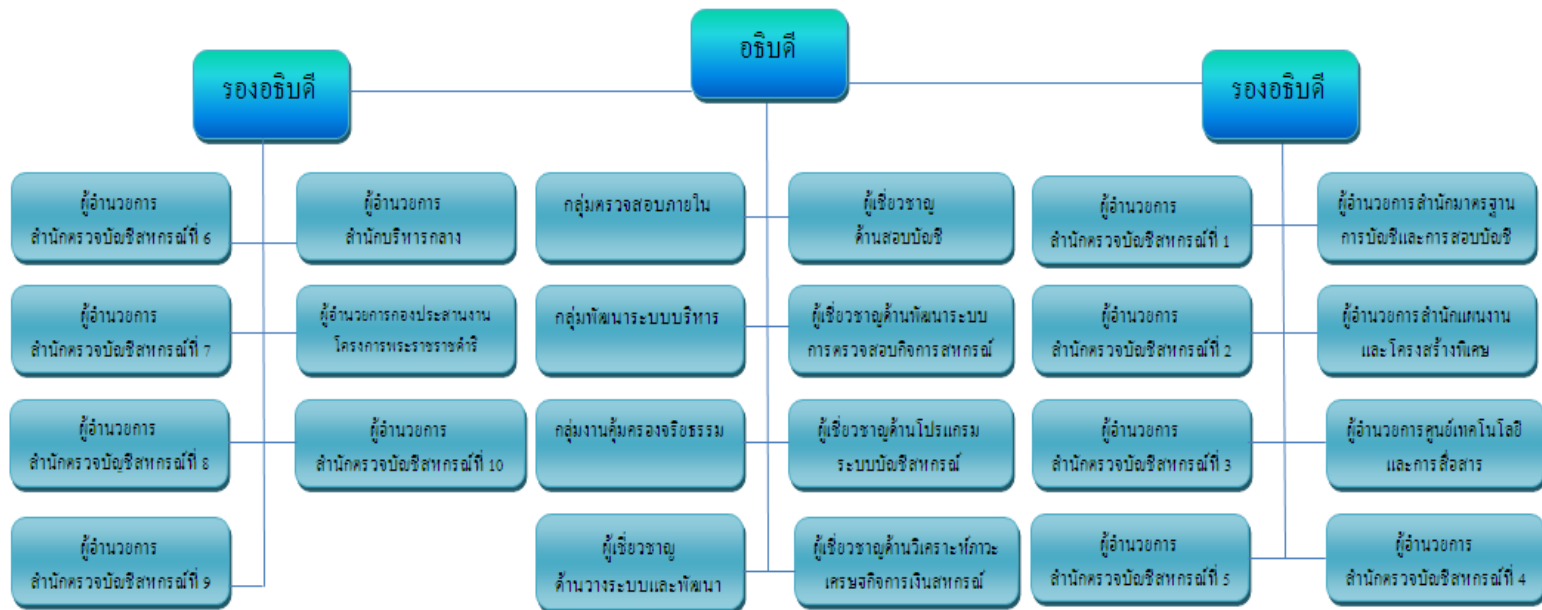 อธิบดี
รองอธิบดี
รองอธิบดี
ผู้อำนวยการ
สำนักตรวจบัญชีสหกรณ์ที่ 6
ผู้อำนวยการ
สำนักบริหารกลาง
กลุ่มตรวจสอบภายใน
ผู้เชี่ยวชาญ
ด้านสอบบัญชี
ผู้อำนวยการ
สำนักตรวจบัญชีสหกรณ์ที่ 1
ผู้อำนวยการสำนักมาตรฐาน
การบัญชีและการสอบบัญชี
ผู้อำนวยการ
สำนักตรวจบัญชีสหกรณ์ที่ 7
ผู้อำนวยการกองประสานงาน
โครงการพระราชราชดำริ
กลุ่มพัฒนาระบบบริหาร
ผู้เชี่ยวชาญด้านพัฒนาระบบ
การตรวจสอบกิจการสหกรณ์
ผู้อำนวยการ
สำนักตรวจบัญชีสหกรณ์ที่ 2
ผู้อำนวยการสำนักแผนงาน
และโครงสร้างพิเศษ
ผู้อำนวยการ
สำนักตรวจบัญชีสหกรณ์ที่ 8
ผู้อำนวยการ
สำนักตรวจบัญชีสหกรณ์ที่ 10
กลุ่มงานคุ้มครองจริยธรรม
ผู้เชี่ยวชาญด้านโปรแกรม
ระบบบัญชีสหกรณ์
ผู้อำนวยการ
สำนักตรวจบัญชีสหกรณ์ที่ 3
ผู้อำนวยการศูนย์เทคโนโลยี
และการสื่อสาร
ผู้อำนวยการ
สำนักตรวจบัญชีสหกรณ์ที่ 9
ผู้เชี่ยวชาญ
ด้านวางระบบและพัฒนา
ผู้เชี่ยวชาญด้านวิเคราะห์ภาวะ
เศรษฐกิจการเงินสหกรณ์
ผู้อำนวยการ
สำนักตรวจบัญชีสหกรณ์ที่ 5
ผู้อำนวยการ
สำนักตรวจบัญชีสหกรณ์ที่ 4